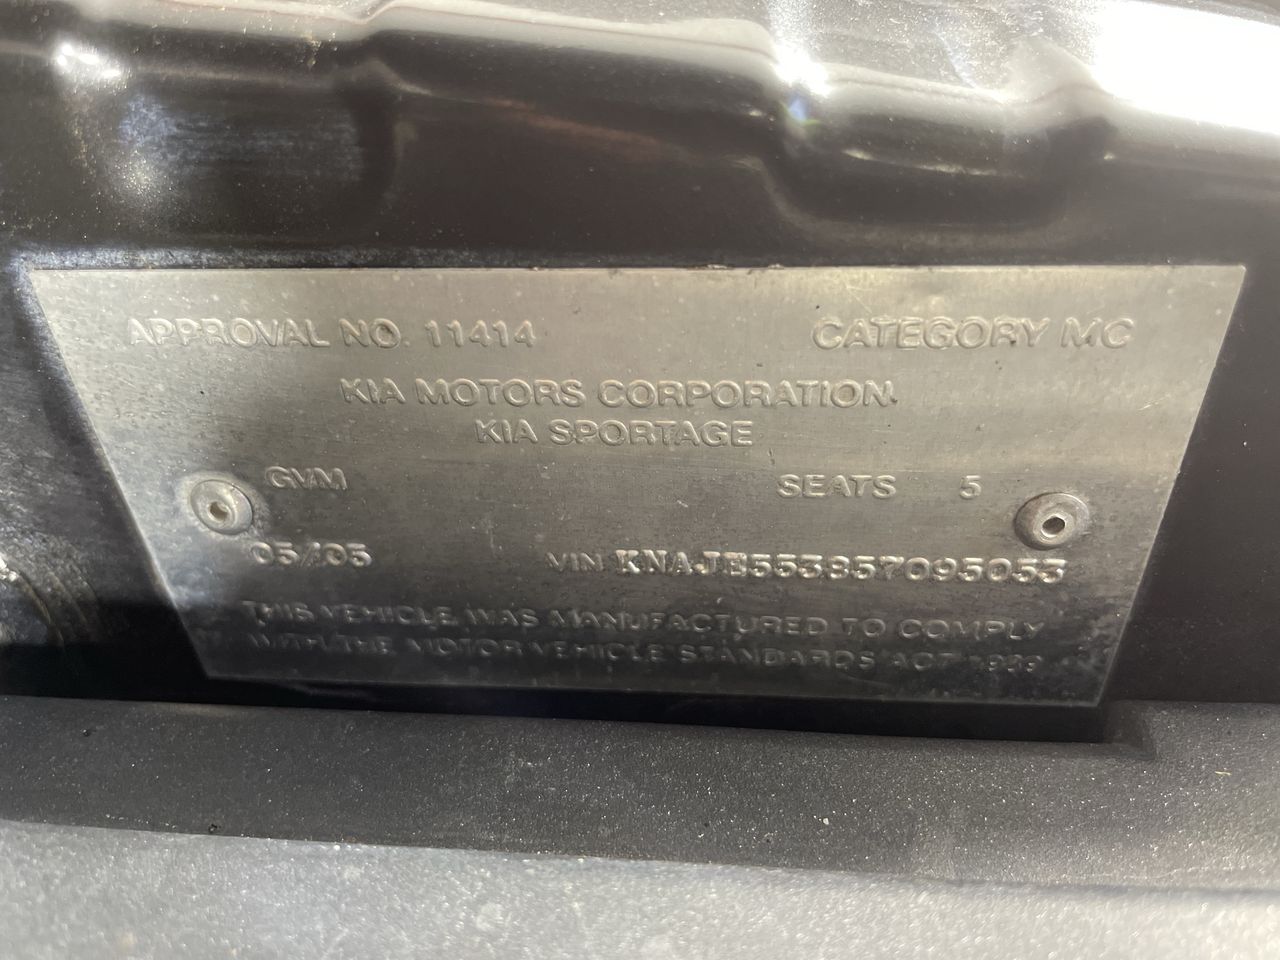 APPROVAL NO. 11414 CATEGORY MC
KIA MOTORS CORPORATION.
KIA SPORTAGE
GVM SEATS 5
05/05 VIN KNAJE553857095053
THIS VEHICLE WAS MANUFACTURED TO COMPLY
WITH THE MOTOR VEHICLE STANDARDS ACT 1989